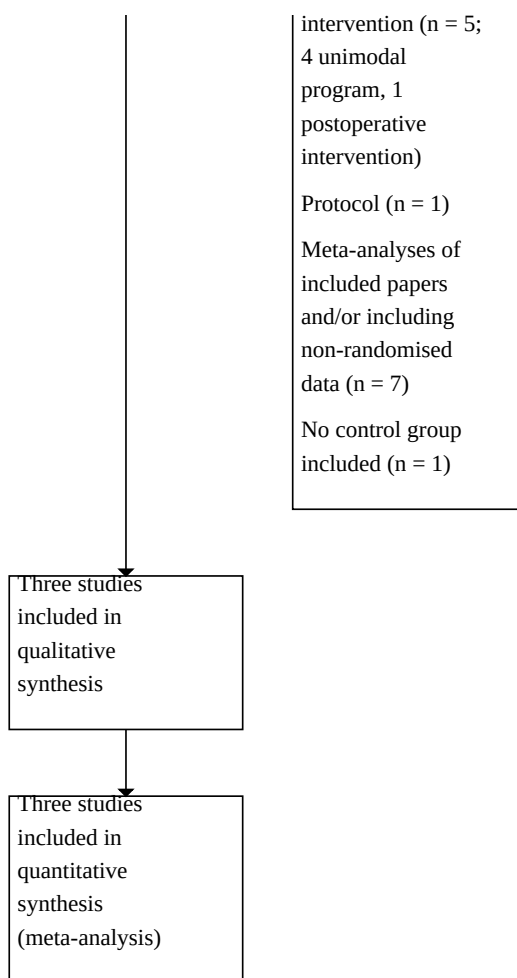 intervention (n = 5;
4 unimodal
program, 1
postoperative
intervention)
Protocol (n = 1)
Meta-analyses of
included papers
and/or including
non-randomised
data (n = 7)
No control group
included (n = 1)
Three studies
included in
qualitative
synthesis
Three studies
included in
quantitative
synthesis
(meta-analysis)